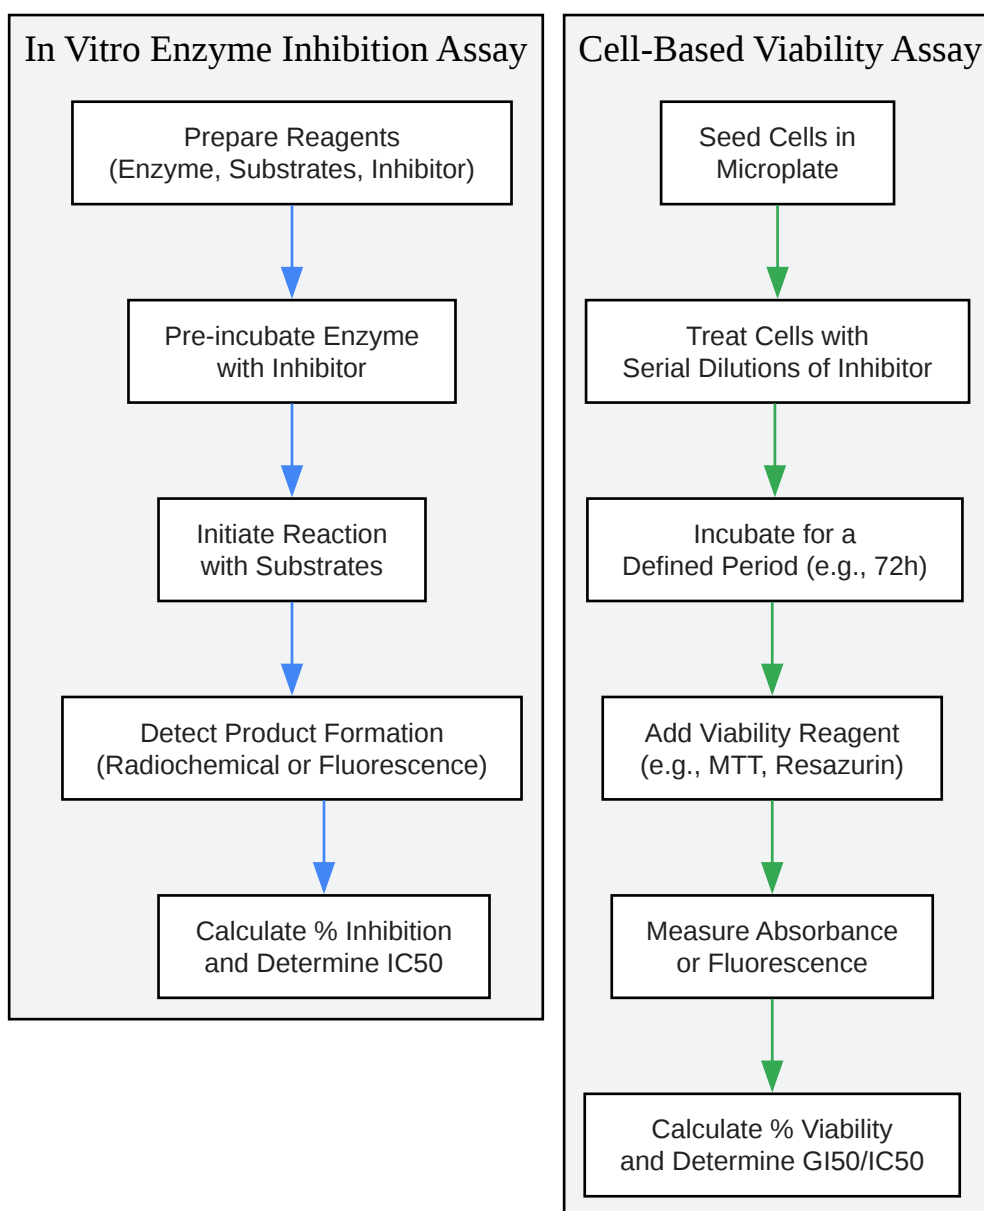 In Vitro Enzyme Inhibition Assay
Prepare Reagents
(Enzyme, Substrates, Inhibitor)
Pre-incubate Enzyme
with Inhibitor
Initiate Reaction
with Substrates
Detect Product Formation
(Radiochemical or Fluorescence)
Calculate % Inhibition
and Determine IC50
Cell-Based Viability Assay
Seed Cells in
Microplate
Treat Cells with
Serial Dilutions of Inhibitor
Incubate for a
Defined Period (e.g., 72h)
Add Viability Reagent
(e.g., MTT, Resazurin)
Measure Absorbance
or Fluorescence
Calculate % Viability
and Determine GI50/IC50